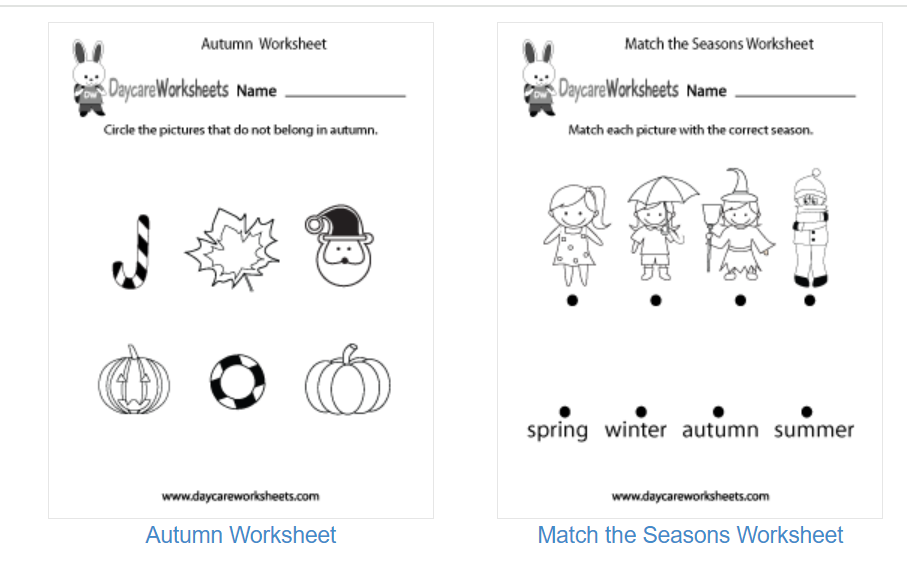 Autumn Worksheet
DW
DaycareWorksheets Name
Circle the pictures that do not belong in autumn.
www.daycareworksheets.com
Autumn Worksheet
Match the Seasons Worksheet
DW
DaycareWorksheets Name
Match each picture with the correct season.
spring winter autumn summer
www.daycareworksheets.com
Match the Seasons Worksheet